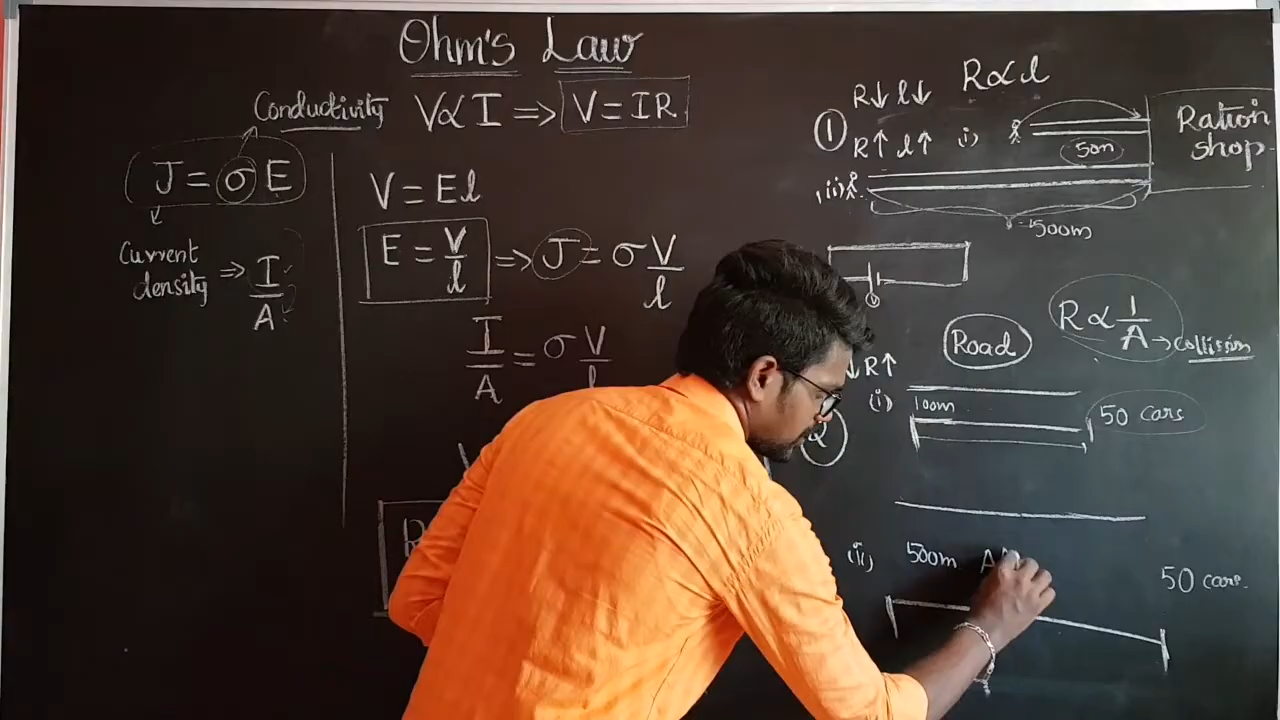 Ohm's Law
V∝ I ⟹ V = IR
Conductivity
J = σ E
Current
density ⟹ I/A
V = El
E = V/l ⟹ J = σ V/l
I/A = σ V/l
R
R ∝ l
R↓ l↓
①
R↑ l↑ i)
50m
Ration
shop
(ii)
500m
R ∝ 1/A → Collision
Road
↓ R↑
(i) 100m
50 cars
2
(ii) 500m A
50 cars